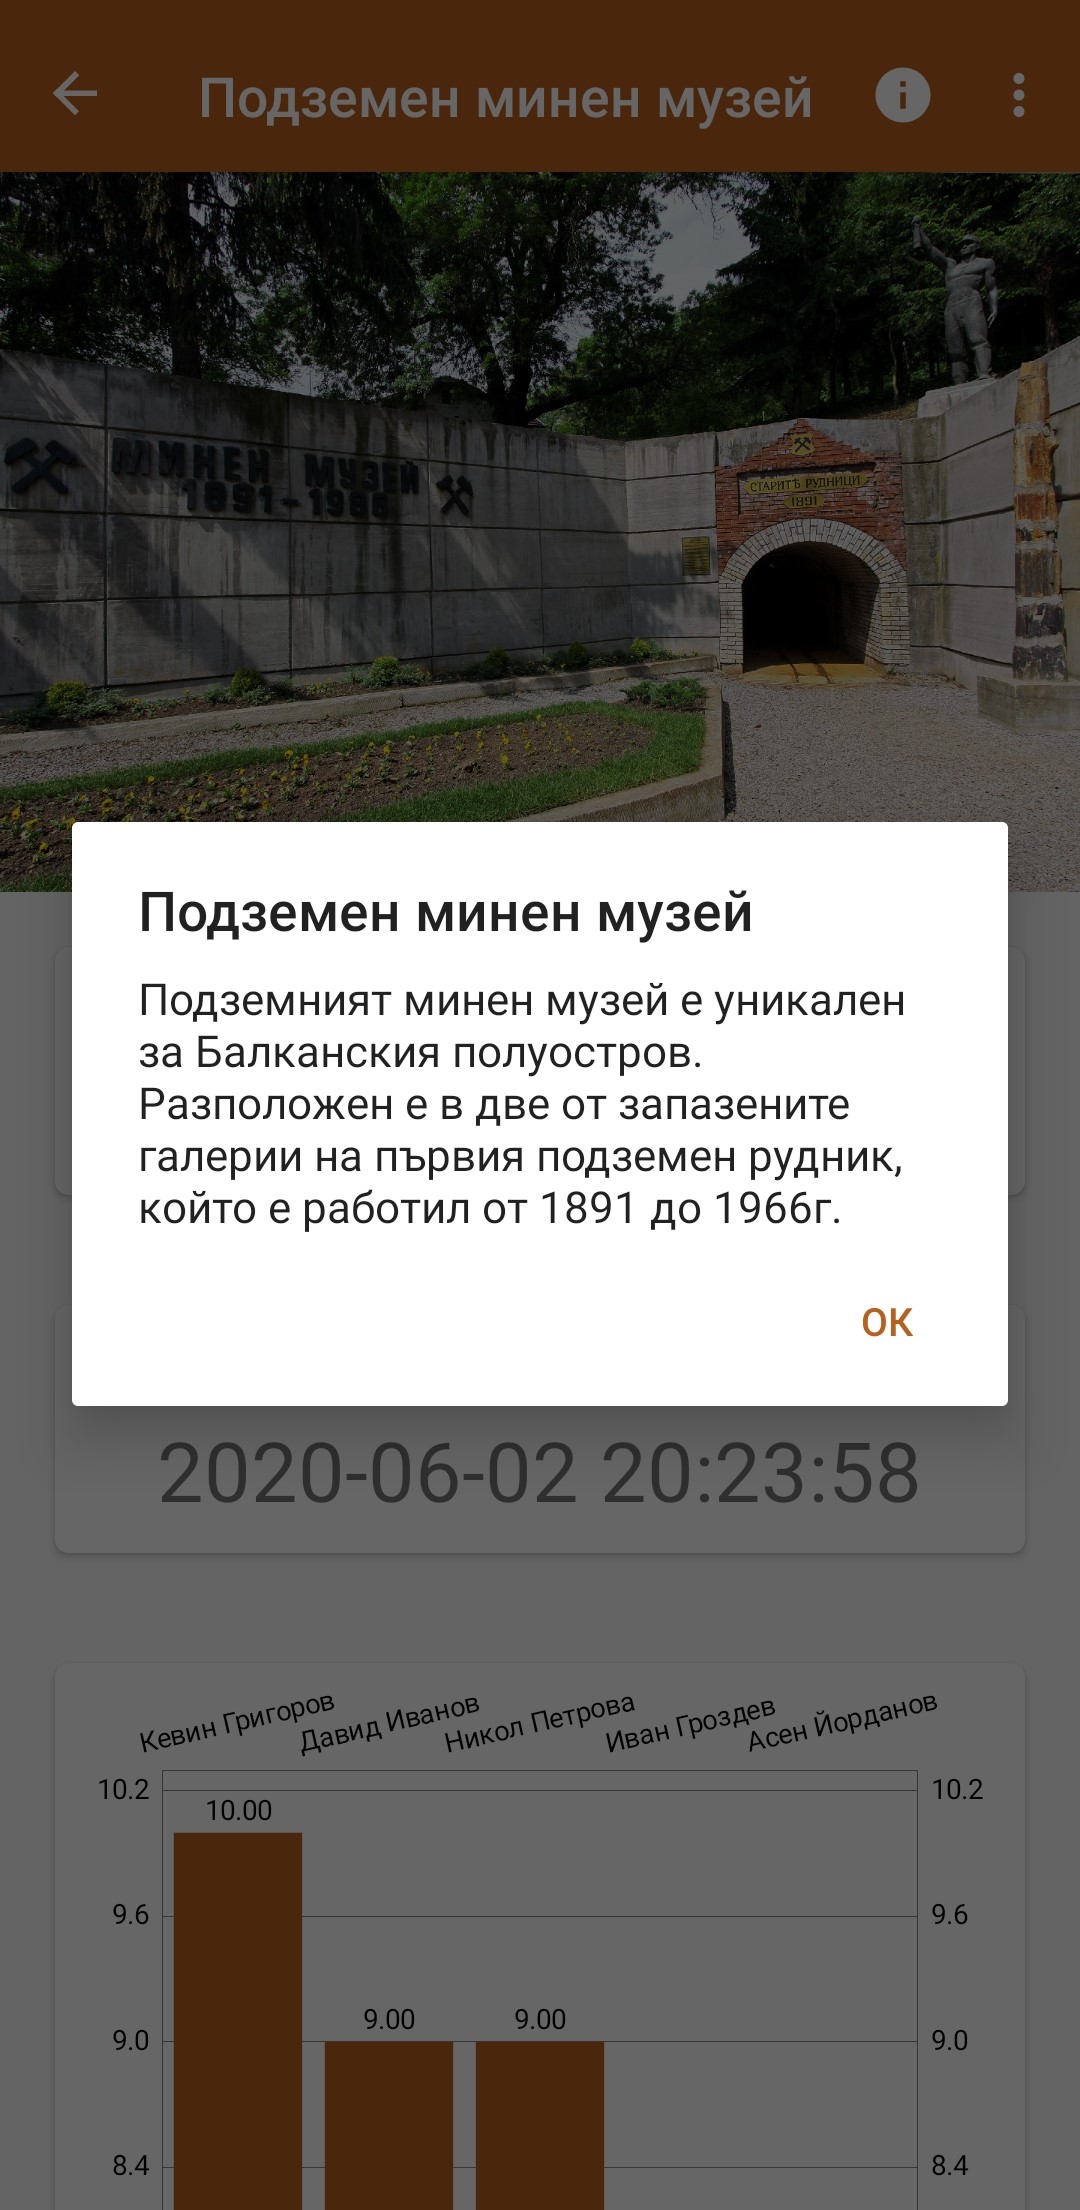 Подземен минен музей
МИНЕН МУЗЕЙ
1891-1966
СТАРИТѢ РУДНИЦИ
1891
Подземен минен музей
Подземният минен музей е уникален
за Балканския полуостров.
Разположен е в две от запазените
галерии на първия подземен рудник,
който е работил от 1891 до 1966г.
ОК
2020-06-02 20:23:58
Кевин Григоров
Давид Иванов
Никол Петрова
Иван Гроздев
Асен Йорданов
10.2 10.2
10.00
9.6 9.6
9.00 9.00
9.0 9.0
8.4 8.4